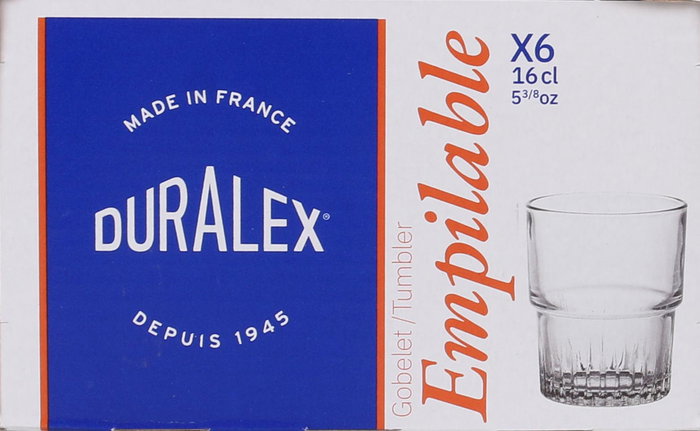 MADE IN FRANCE
DURALEX®
DEPUIS 1945
Gobelet/Tumbler
Empilable
X6
16 cl
5 3/8 oz